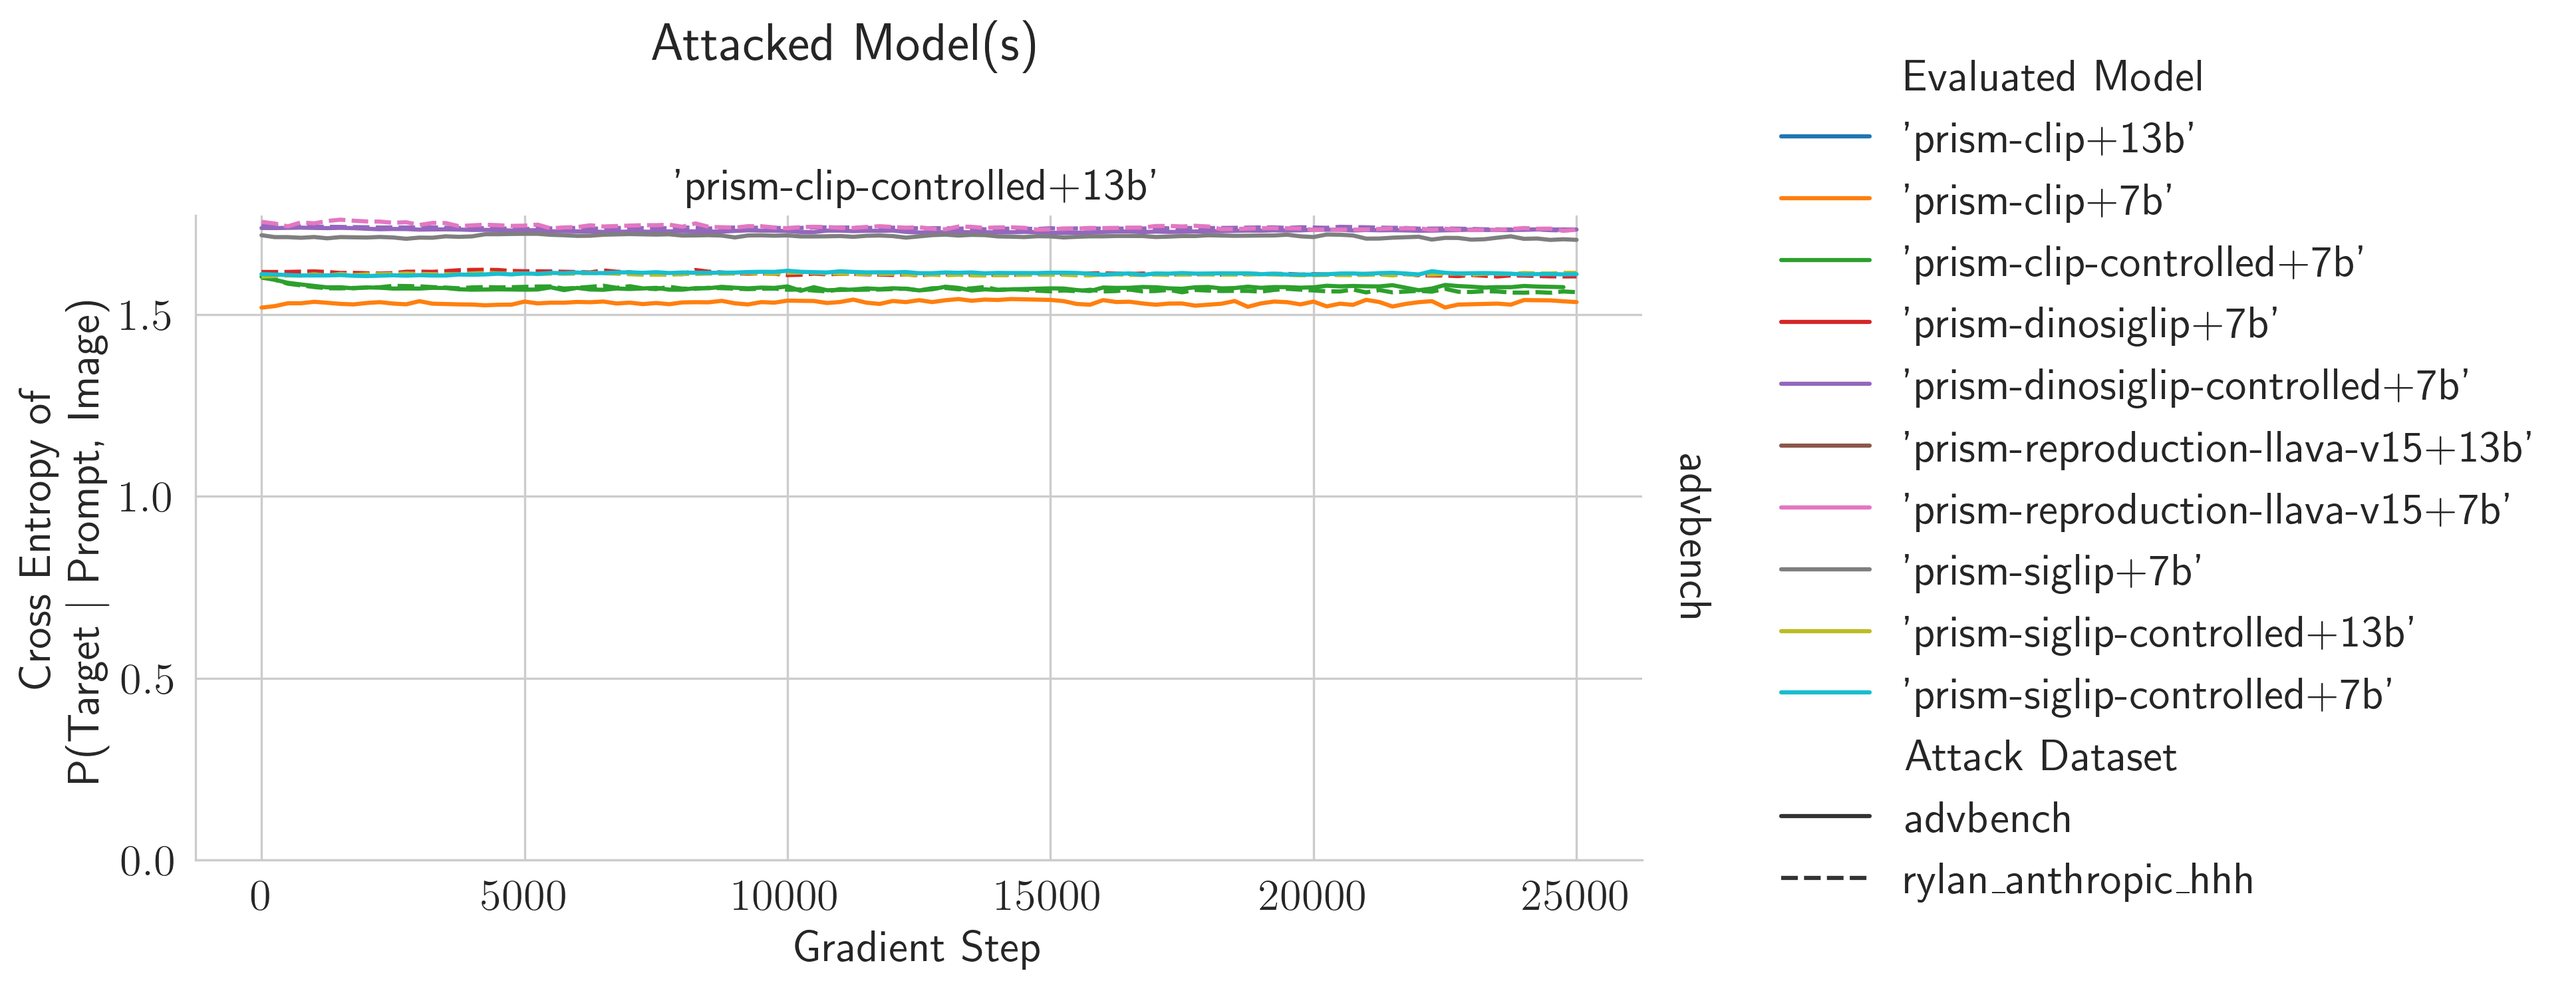 Attacked Model(s)
'prism-clip-controlled+13b'
Cross Entropy of
P(Target | Prompt, Image)
1.5
1.0
0.5
0.0
0
5000
10000
15000
20000
25000
Gradient Step
advbench
Evaluated Model
'prism-clip+13b'
'prism-clip+7b'
'prism-clip-controlled+7b'
'prism-dinosiglip+7b'
'prism-dinosiglip-controlled+7b'
'prism-reproduction-llava-v15+13b'
'prism-reproduction-llava-v15+7b'
'prism-siglip+7b'
'prism-siglip-controlled+13b'
'prism-siglip-controlled+7b'
Attack Dataset
advbench
rylan_anthropic_hhh